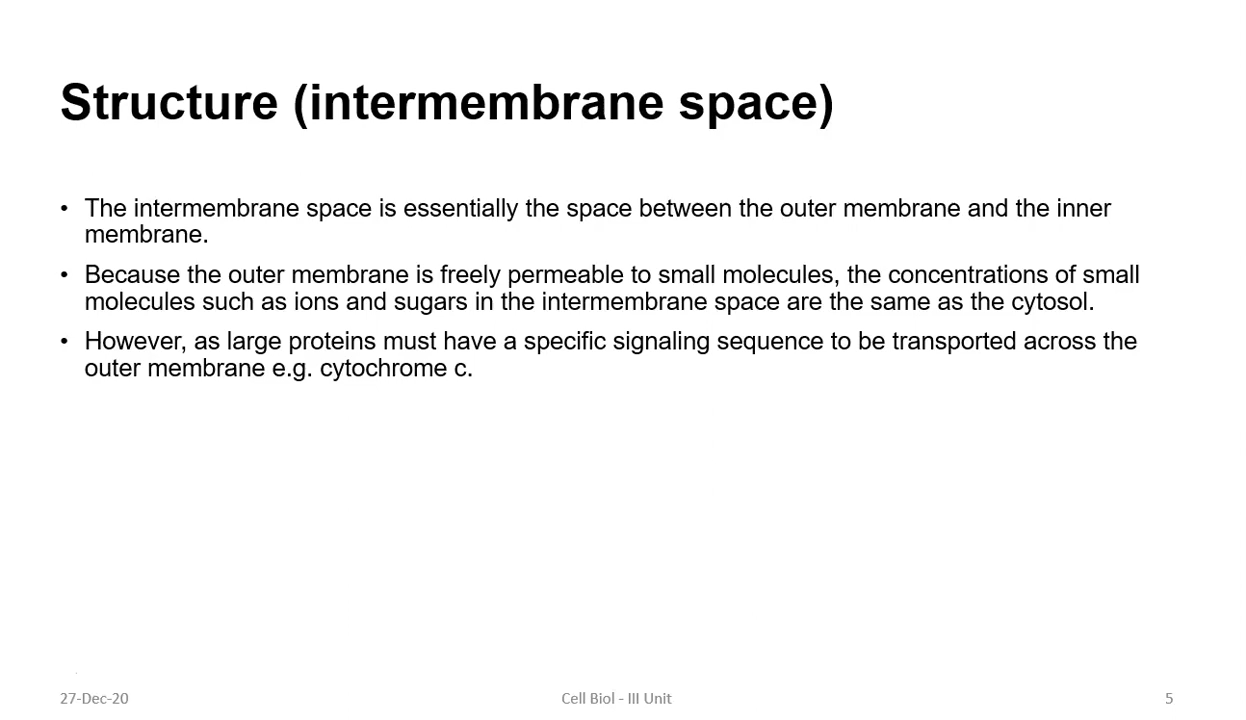 Structure (intermembrane space)
• The intermembrane space is essentially the space between the outer membrane and the inner
membrane.
• Because the outer membrane is freely permeable to small molecules, the concentrations of small
molecules such as ions and sugars in the intermembrane space are the same as the cytosol.
• However, as large proteins must have a specific signaling sequence to be transported across the
outer membrane e.g. cytochrome c.
27-Dec-20
Cell Biol - III Unit
5